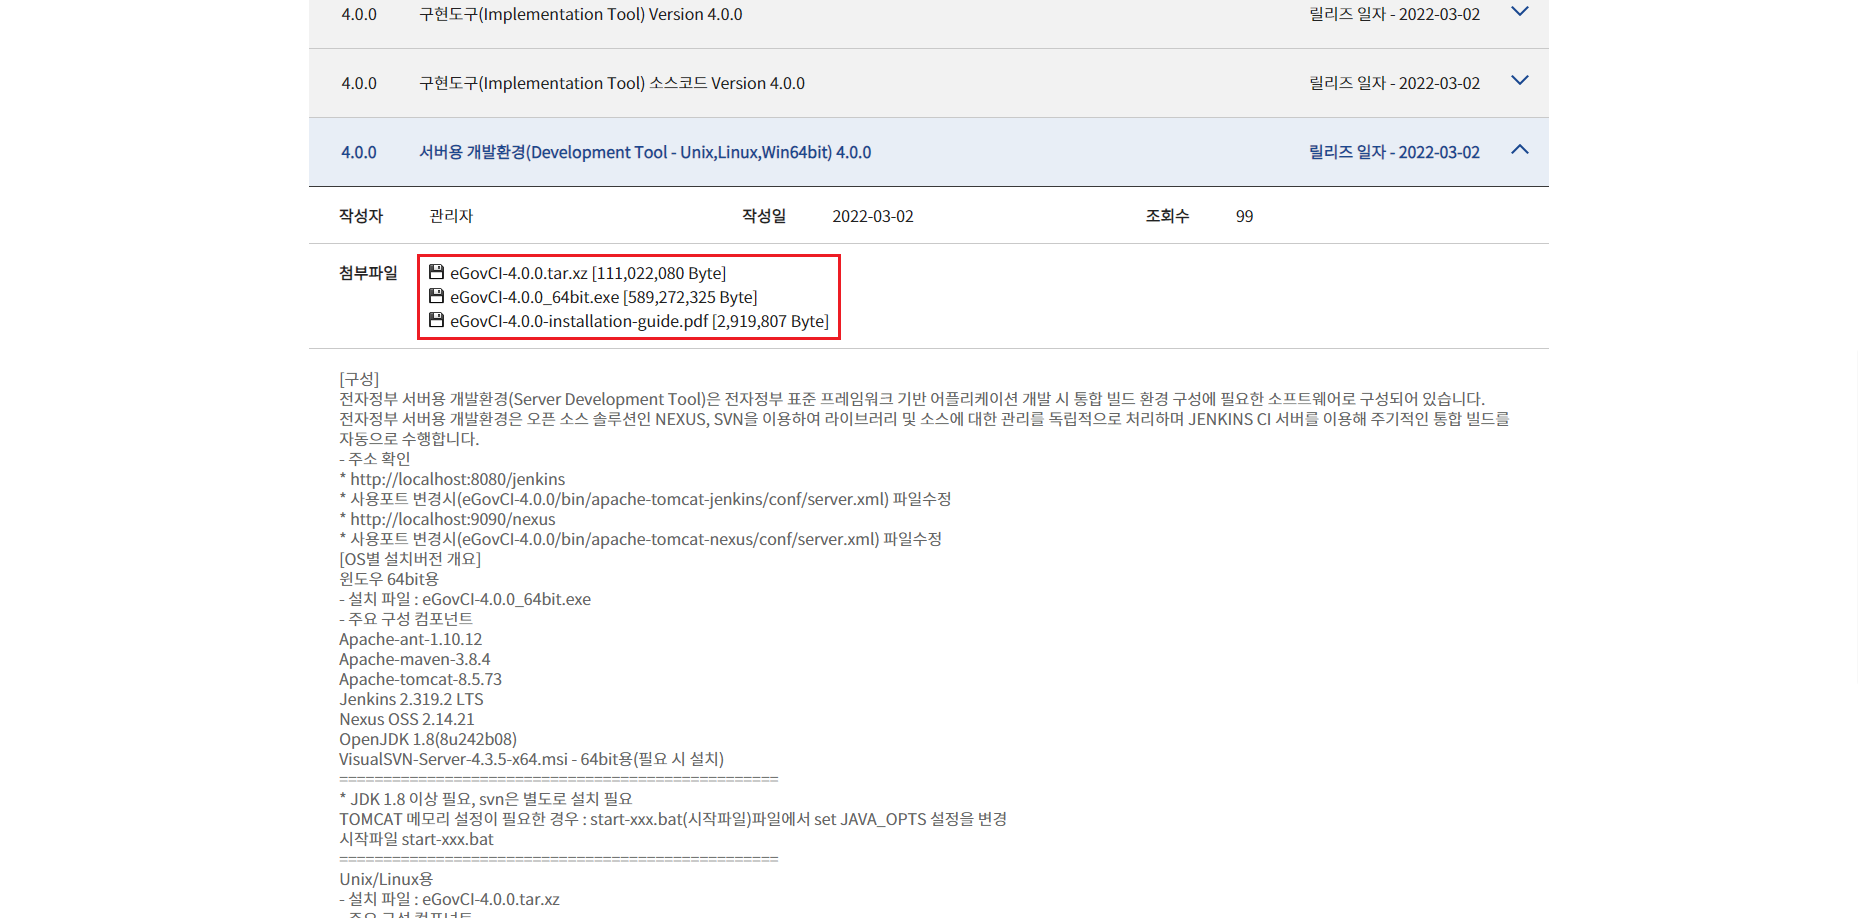 4.0.0 구현도구(Implementation Tool) Version 4.0.0 릴리즈 일자 - 2022-03-02
4.0.0 구현도구(Implementation Tool) 소스코드 Version 4.0.0 릴리즈 일자 - 2022-03-02
4.0.0 서버용 개발환경(Development Tool - Unix,Linux,Win64bit) 4.0.0 릴리즈 일자 - 2022-03-02
작성자 관리자 작성일 2022-03-02 조회수 99
첨부파일 eGovCI-4.0.0.tar.xz [111,022,080 Byte]
eGovCI-4.0.0_64bit.exe [589,272,325 Byte]
eGovCI-4.0.0-installation-guide.pdf [2,919,807 Byte]
[구성]
전자정부 서버용 개발환경(Server Development Tool)은 전자정부 표준 프레임워크 기반 어플리케이션 개발 시 통합 빌드 환경 구성에 필요한 소프트웨어로 구성되어 있습니다.
전자정부 서버용 개발환경은 오픈 소스 솔루션인 NEXUS, SVN을 이용하여 라이브러리 및 소스에 대한 관리를 독립적으로 처리하며 JENKINS CI 서버를 이용해 주기적인 통합 빌드를
자동으로 수행합니다.
- 주소 확인
* http://localhost:8080/jenkins
* 사용포트 변경시(eGovCI-4.0.0/bin/apache-tomcat-jenkins/conf/server.xml) 파일수정
* http://localhost:9090/nexus
* 사용포트 변경시(eGovCI-4.0.0/bin/apache-tomcat-nexus/conf/server.xml) 파일수정
[OS별 설치버전 개요]
윈도우 64bit용
- 설치 파일 : eGovCI-4.0.0_64bit.exe
- 주요 구성 컴포넌트
Apache-ant-1.10.12
Apache-maven-3.8.4
Apache-tomcat-8.5.73
Jenkins 2.319.2 LTS
Nexus OSS 2.14.21
OpenJDK 1.8(8u242b08)
VisualSVN-Server-4.3.5-x64.msi - 64bit용(필요 시 설치)
==================================================
* JDK 1.8 이상 필요, svn은 별도로 설치 필요
TOMCAT 메모리 설정이 필요한 경우 : start-xxx.bat(시작파일)파일에서 set JAVA_OPTS 설정을 변경
시작파일 start-xxx.bat
==================================================
Unix/Linux용
- 설치 파일 : eGovCI-4.0.0.tar.xz
- 주요 구성 컴포넌트